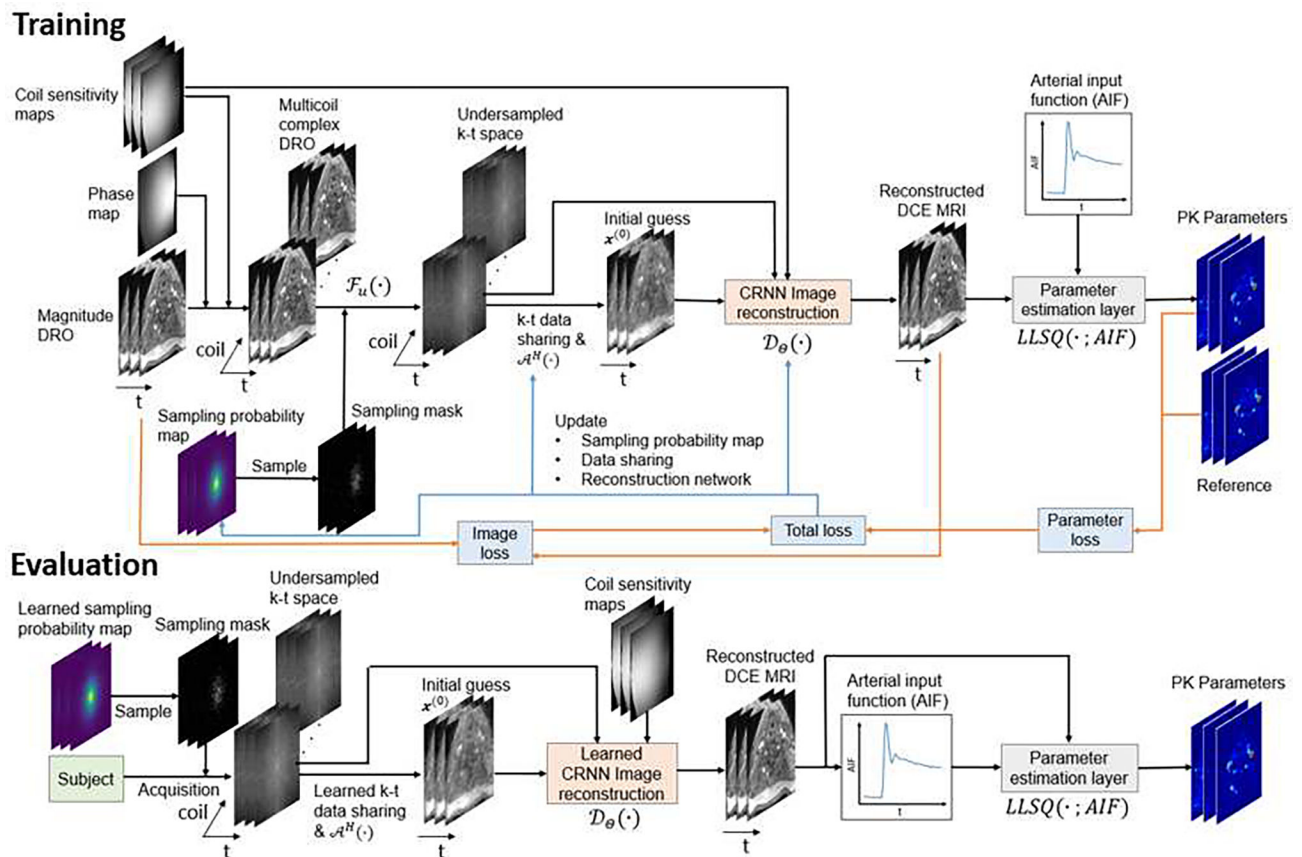 Training
Coil sensitivity
maps
Phase
map
Magnitude
DRO
t
Multicoil
complex
DRO
coil
t
ℱ𝑢(·)
Undersampled
k-t space
coil
t
Initial guess
𝒙⁽⁰⁾
k-t data
sharing &
𝒜ᴴ(·)
t
CRNN Image
reconstruction
𝒟_Θ(·)
Reconstructed
DCE MRI
t
Arterial input
function (AIF)
AIF
t
Parameter
estimation layer
LLSQ(· ; AIF)
PK Parameters
Reference
Sampling probability
map
Sample
Sampling mask
Update
• Sampling probability map
• Data sharing
• Reconstruction network
Image
loss
Total loss
Parameter
loss
Evaluation
Learned sampling
probability map
Sample
Sampling mask
Subject
Acquisition
Undersampled
k-t space
coil
t
Learned k-t
data sharing
& 𝒜ᴴ(·)
Initial guess
𝒙⁽⁰⁾
t
Coil sensitivity
maps
Learned
CRNN Image
reconstruction
𝒟_Θ(·)
Reconstructed
DCE MRI
t
Arterial input
function (AIF)
AIF
t
Parameter
estimation layer
LLSQ(· ; AIF)
PK Parameters